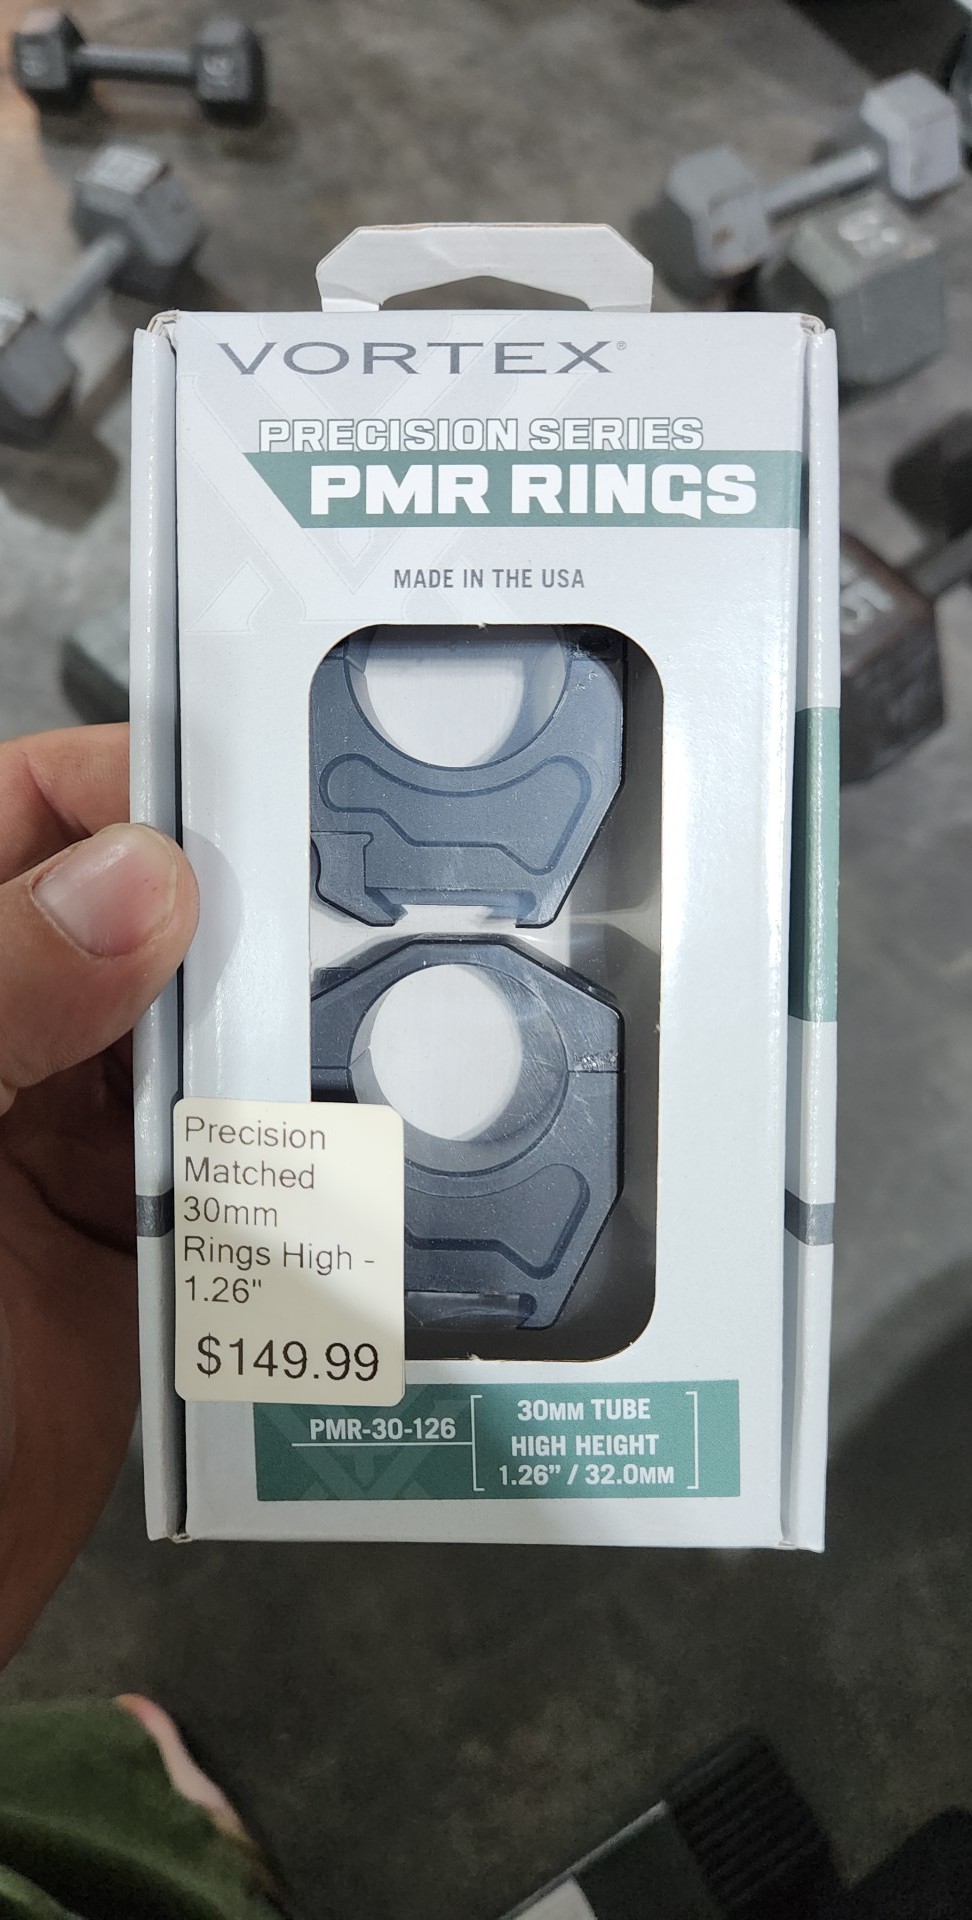 VORTEX®
PRECISION SERIES
PMR RINGS
MADE IN THE USA
Precision
Matched
30mm
Rings High -
1.26"
$149.99
PMR-30-126
30MM TUBE
HIGH HEIGHT
1.26” / 32.0MM